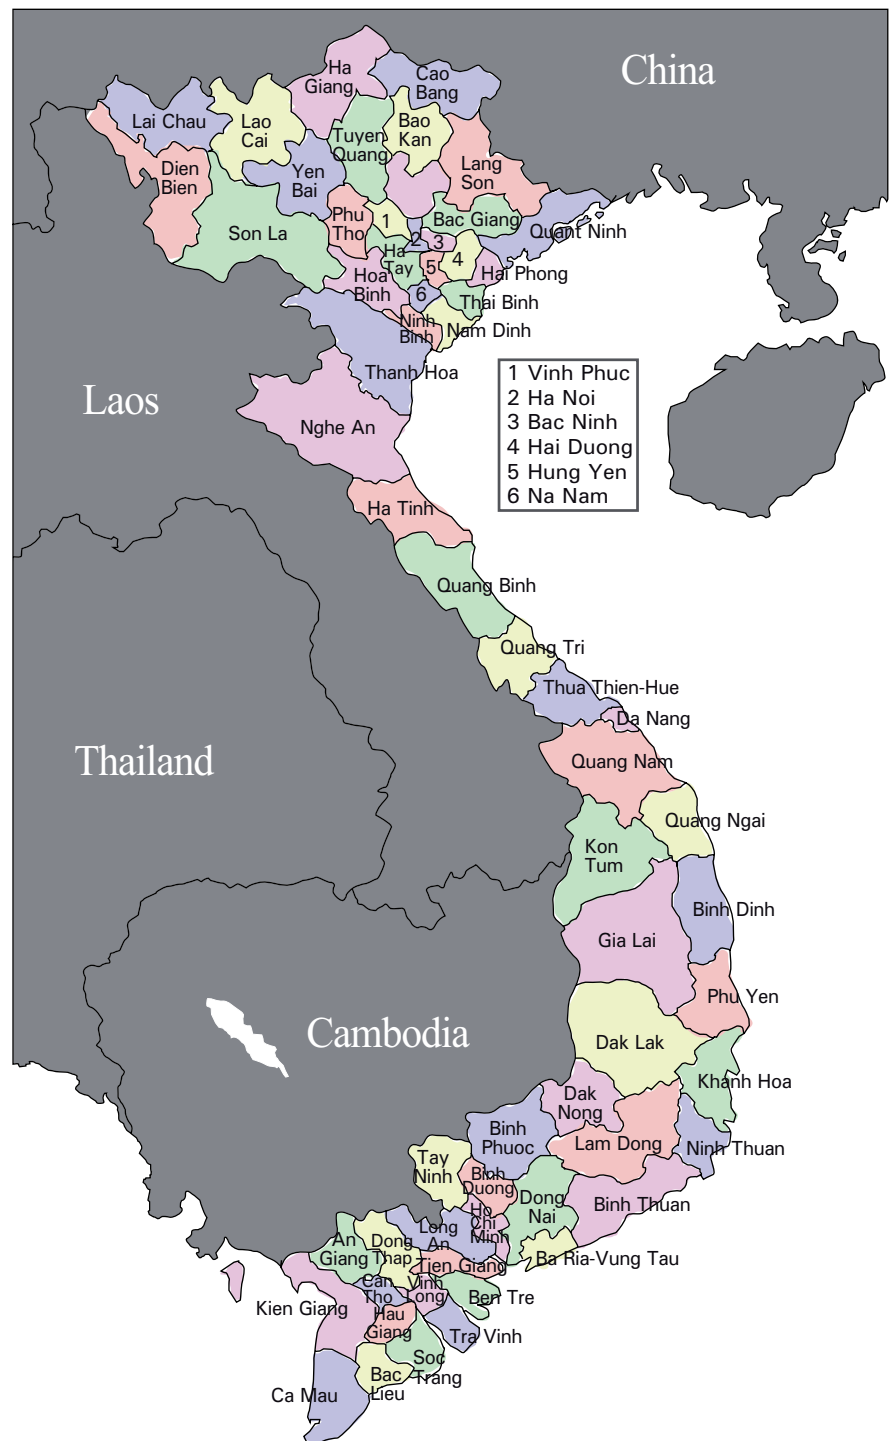 China
Ha
Giang
Cao
Bang
Lai Chau
Lao
Cai
Bao
Kan
Tuyen
Quang
Dien
Bien
Yen
Bai
Lang
Son
Phu
Tho
1
Bac Giang
Son La
2
3
Quant Ninh
Ha
Tay
5
4
Hai Phong
Hoa
Binh
6
Thai Binh
Ninh
Binh
Nam Dinh
Thanh Hoa
Laos
1 Vinh Phuc
2 Ha Noi
3 Bac Ninh
4 Hai Duong
5 Hung Yen
6 Na Nam
Nghe An
Ha Tinh
Quang Binh
Quang Tri
Thua Thien-Hue
Da Nang
Thailand
Quang Nam
Quang Ngai
Kon
Tum
Binh Dinh
Gia Lai
Phu Yen
Cambodia
Dak Lak
Khanh Hoa
Dak
Nong
Binh
Phuoc
Lam Dong
Ninh Thuan
Tay
Ninh
Binh
Duong
Dong
Nai
Binh Thuan
Ho
Chi
Minh
Long
An
An
Giang
Dong
Thap
Tien Giang
Ba Ria-Vung Tau
Can
Tho
Vinh
Long
Ben Tre
Kien Giang
Hau
Giang
Tra Vinh
Soc
Trang
Bac
Lieu
Ca Mau